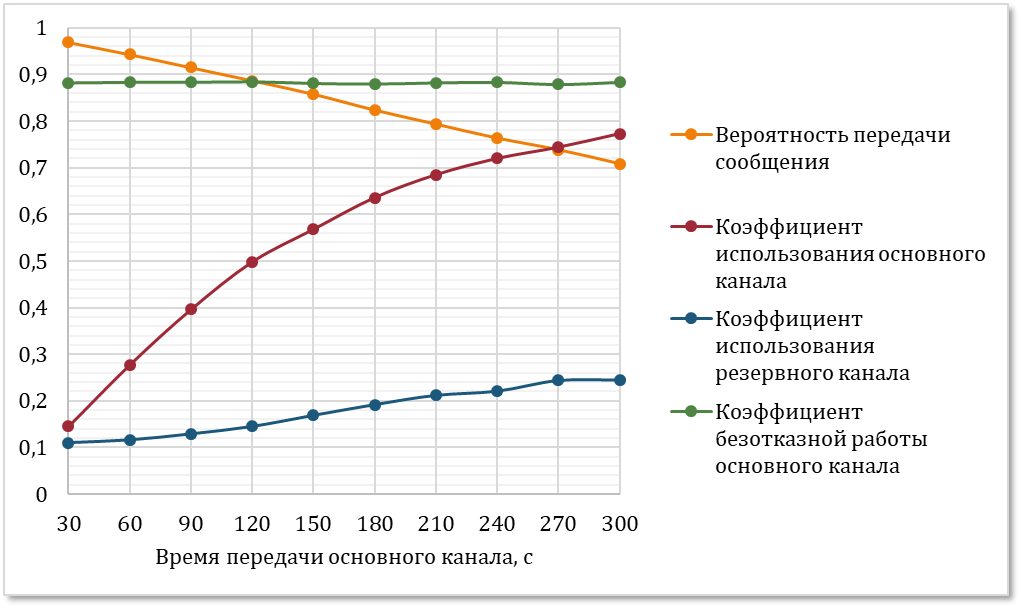 1
0,9
0,8
0,7
0,6
0,5
0,4
0,3
0,2
0,1
0
30 60 90 120 150 180 210 240 270 300
Время передачи основного канала, с
Вероятность передачи
сообщения
Коэффициент
использования основного
канала
Коэффициент
использования
резервного канала
Коэффициент
безотказной работы
основного канала